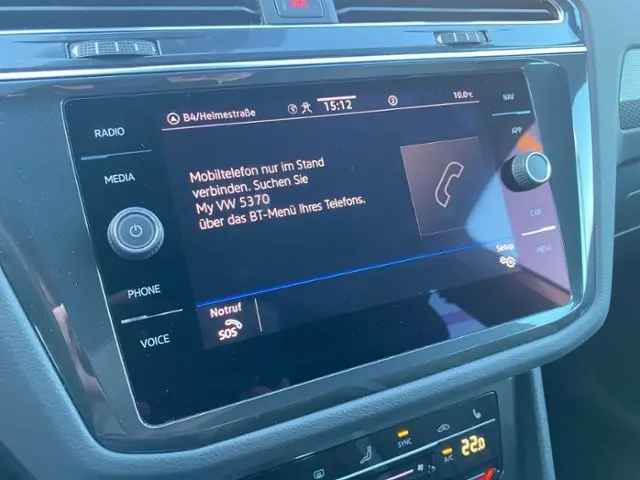 B4/Helmestraße
15:12
2
10.0°C
NAV
RADIO
APP
MEDIA
Mobiltelefon nur im Stand
verbinden. Suchen Sie
My VW 5370
über das BT-Menü Ihres Telefons.
CAR
MENU
Setup
PHONE
Notruf
SOS
VOICE
SYNC
A/C
22.0